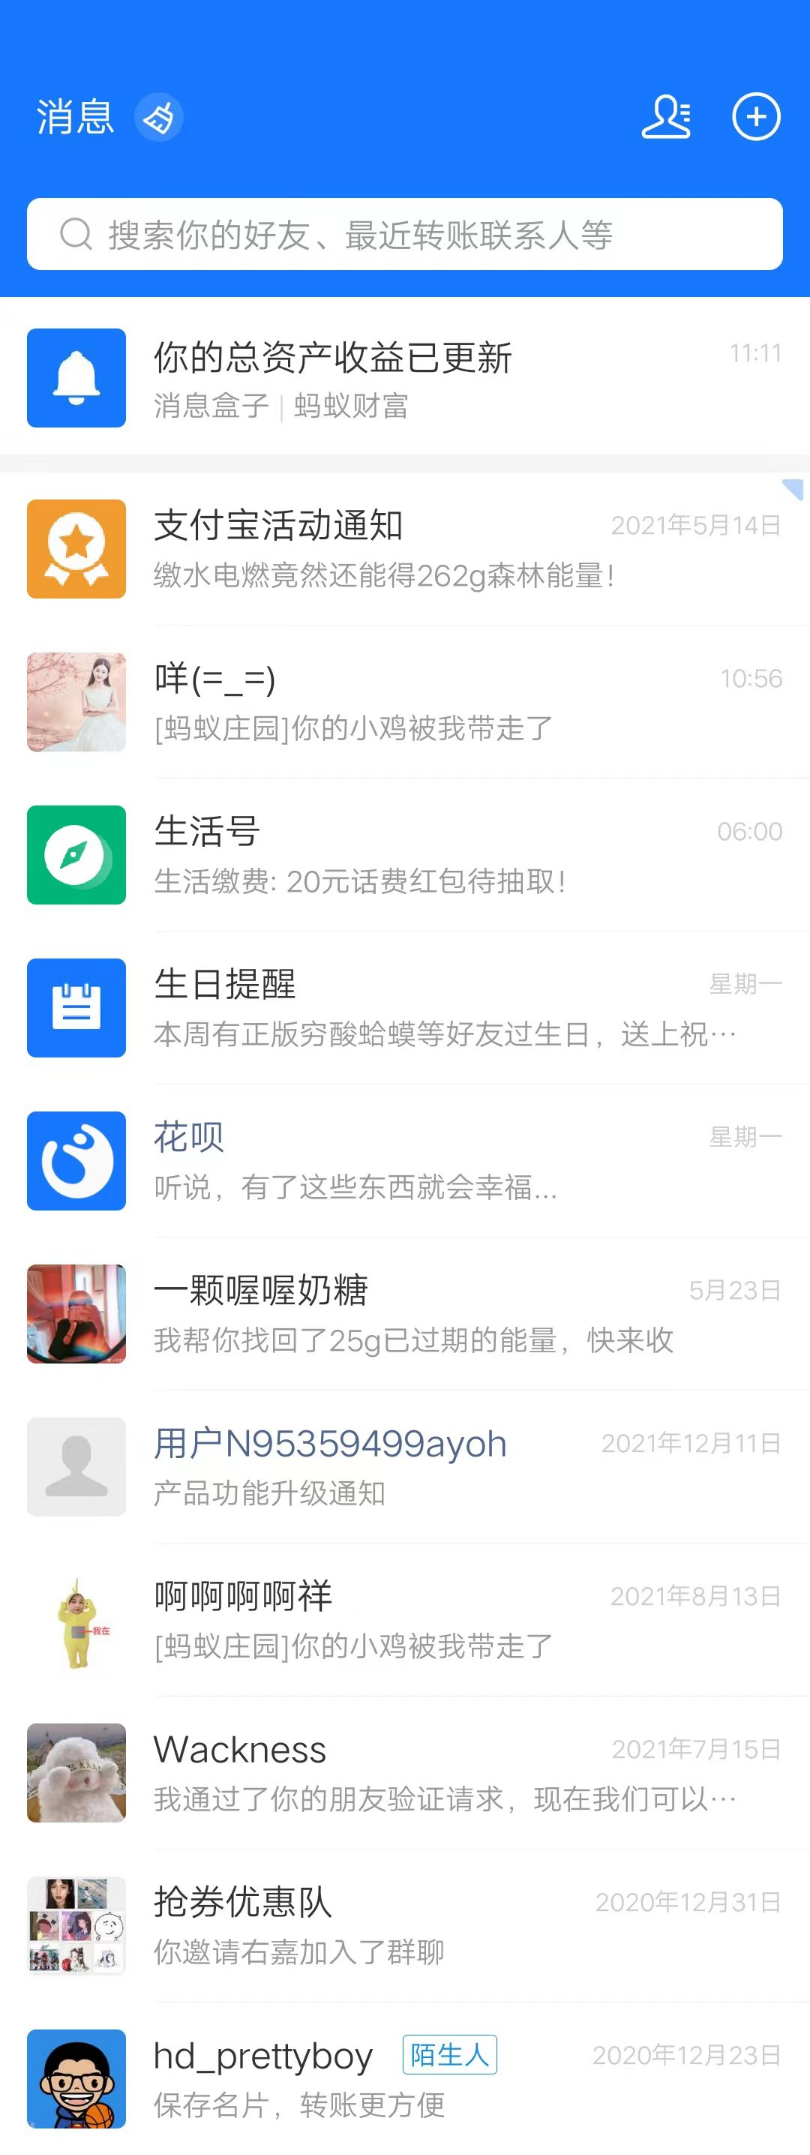 消息
搜索你的好友、最近转账联系人等
你的总资产收益已更新
11:11
消息盒子 | 蚂蚁财富
支付宝活动通知
2021年5月14日
缴水电燃竟然还能得262g森林能量！
咩(=_=)
10:56
[蚂蚁庄园]你的小鸡被我带走了
生活号
06:00
生活缴费: 20元话费红包待抽取！
生日提醒
星期一
本周有正版穷酸蛤蟆等好友过生日，送上祝…
花呗
星期一
听说，有了这些东西就会幸福...
一颗喔喔奶糖
5月23日
我帮你找回了25g已过期的能量，快来收
用户N95359499ayoh
2021年12月11日
产品功能升级通知
啊啊啊啊祥
2021年8月13日
我在
[蚂蚁庄园]你的小鸡被我带走了
Wackness
2021年7月15日
我通过了你的朋友验证请求，现在我们可以…
抢券优惠队
2020年12月31日
你邀请右嘉加入了群聊
hd_prettyboy 陌生人
2020年12月23日
保存名片，转账更方便